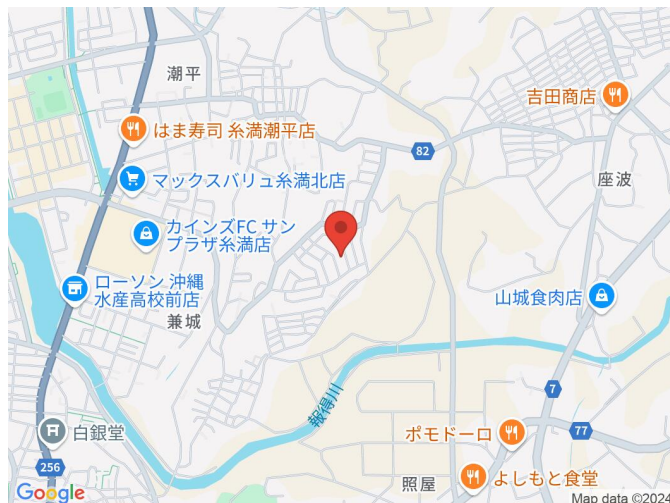 潮平
吉田商店
はま寿司 糸満潮平店
82
マックスバリュ糸満北店
座波
カインズFC サン
プラザ糸満店
ローソン 沖縄
水産高校前店
山城食肉店
兼城
報得川
7
白銀堂
ポモドーロ
77
256
照屋
よしもと食堂
Google
Map data ©2024